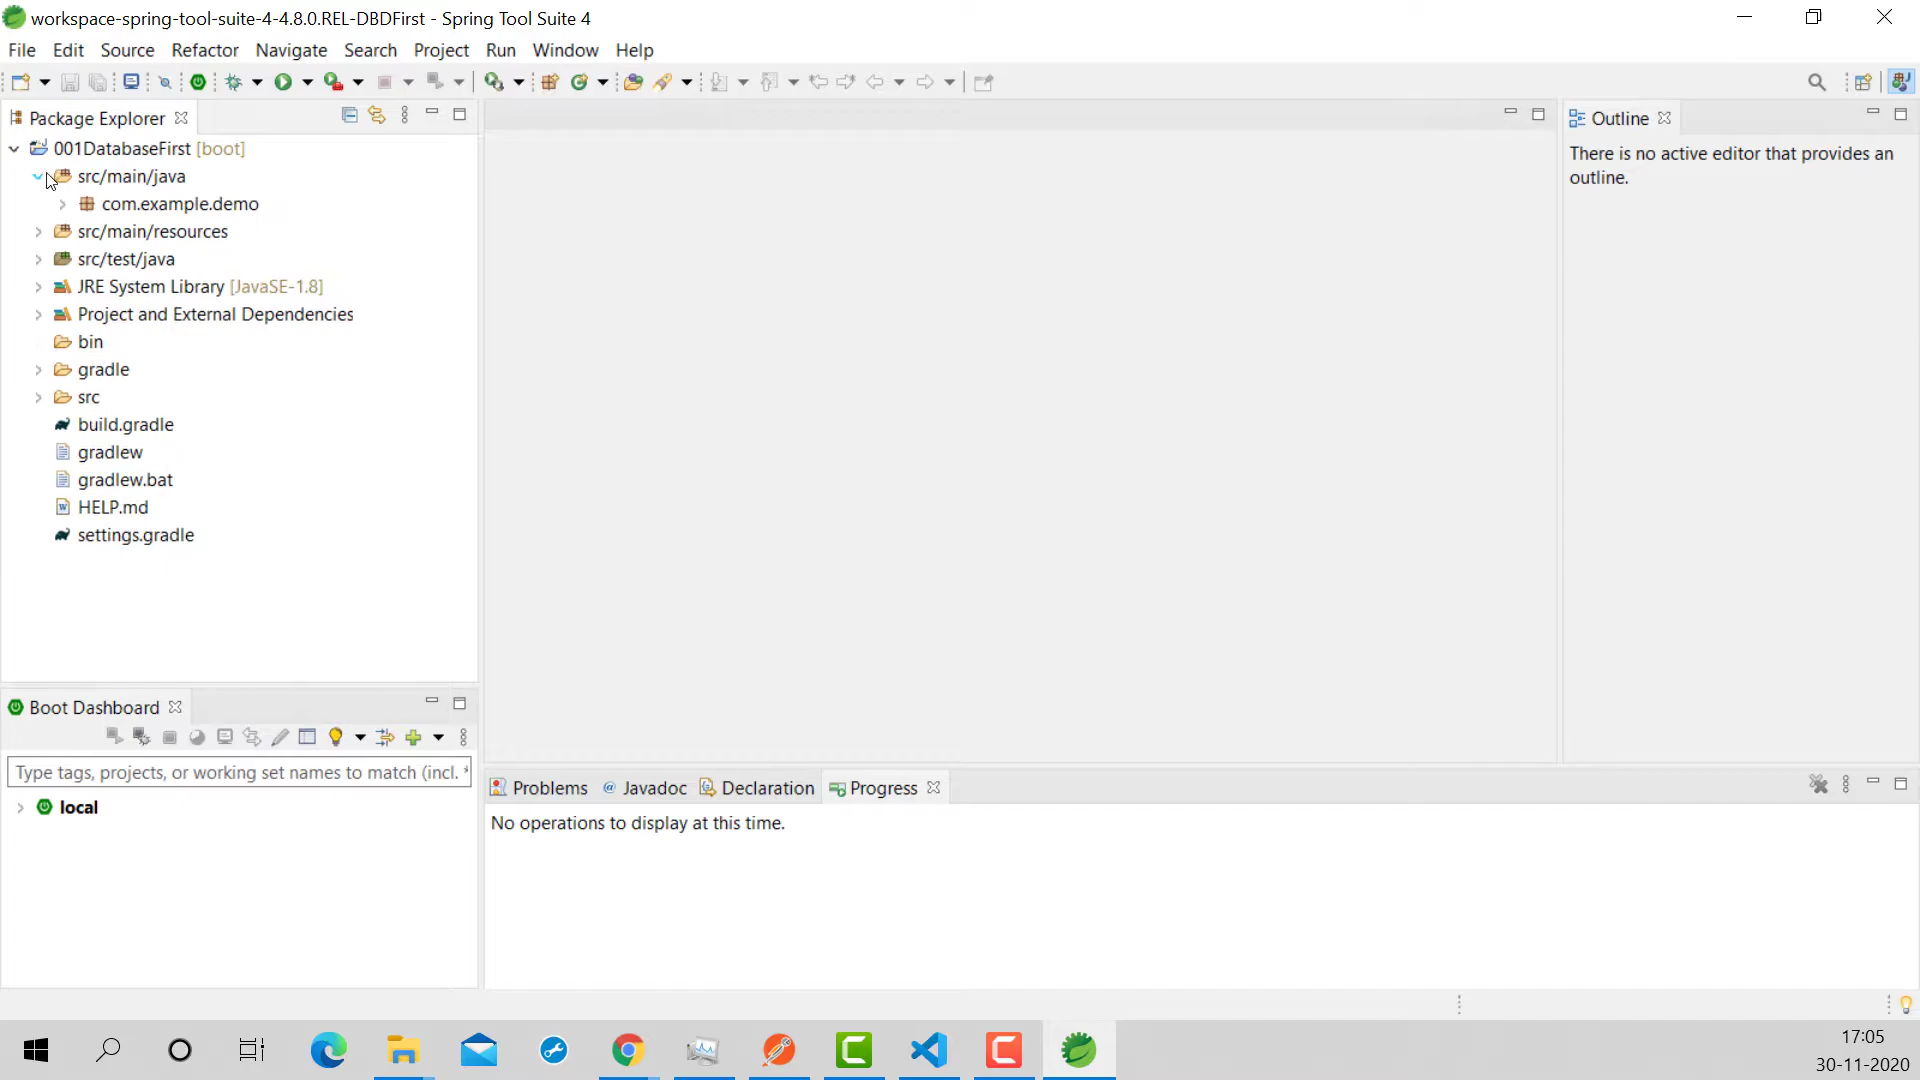 workspace-spring-tool-suite-4-4.8.0.REL-DBDFirst - Spring Tool Suite 4
File Edit Source Refactor Navigate Search Project Run Window Help
Package Explorer
001DatabaseFirst [boot]
src/main/java
com.example.demo
src/main/resources
src/test/java
JRE System Library [JavaSE-1.8]
Project and External Dependencies
bin
gradle
src
build.gradle
gradlew
gradlew.bat
HELP.md
settings.gradle
Outline
There is no active editor that provides an
outline.
Boot Dashboard
Type tags, projects, or working set names to match (incl. *
local
Problems Javadoc Declaration Progress
No operations to display at this time.
17:05
30-11-2020